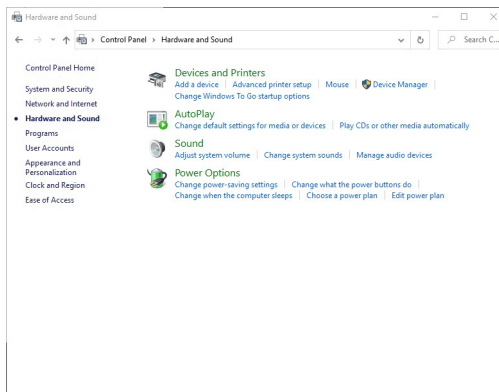 Hardware and Sound
Control Panel > Hardware and Sound
Search C...
Control Panel Home
System and Security
Network and Internet
Hardware and Sound
Programs
User Accounts
Appearance and
Personalization
Clock and Region
Ease of Access
Devices and Printers
Add a device | Advanced printer setup | Mouse | Device Manager |
Change Windows To Go startup options
AutoPlay
Change default settings for media or devices | Play CDs or other media automatically
Sound
Adjust system volume | Change system sounds | Manage audio devices
Power Options
Change power-saving settings | Change what the power buttons do |
Change when the computer sleeps | Choose a power plan | Edit power plan